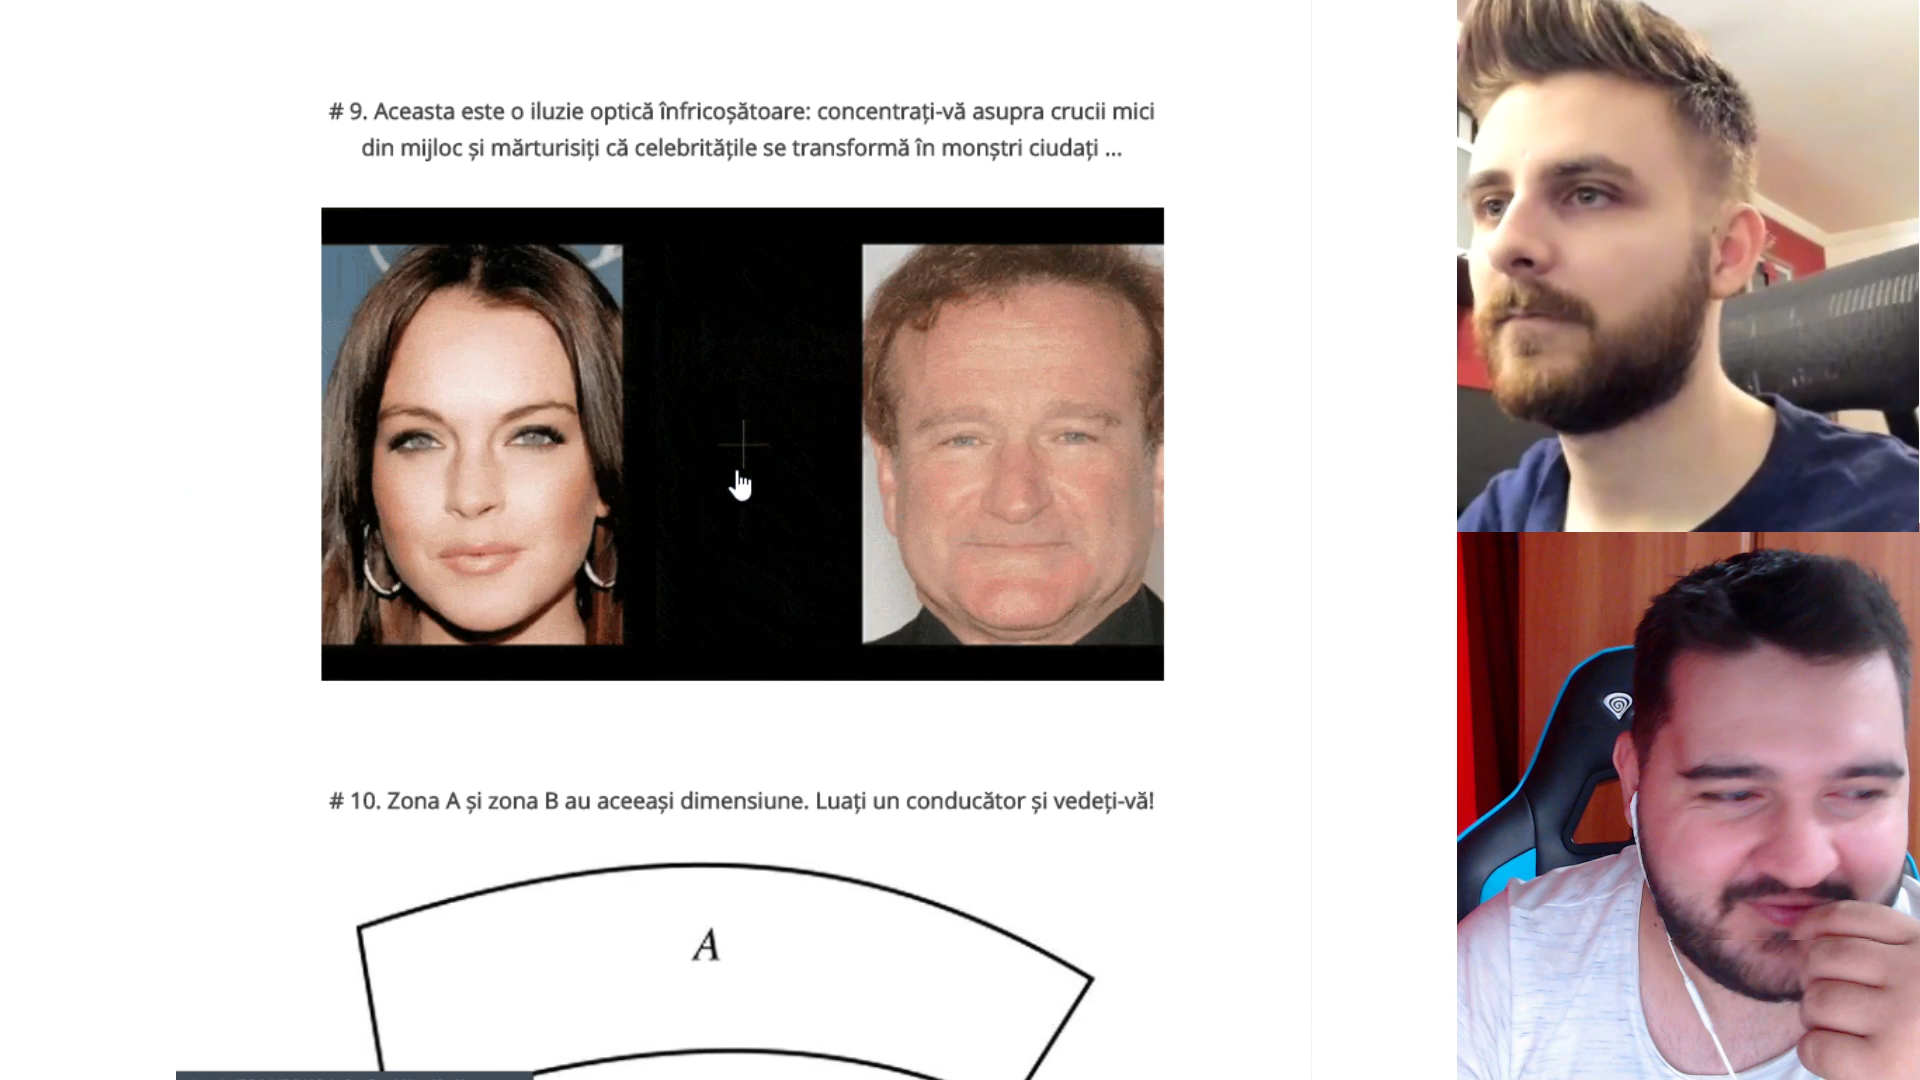 # 9. Aceasta este o iluzie optică înfricoșătoare: concentrați-vă asupra crucii mici
din mijloc și mărturisiți că celebritățile se transformă în monștri ciudați ...
# 10. Zona A și zona B au aceeași dimensiune. Luați un conducător și vedeți-vă!
A